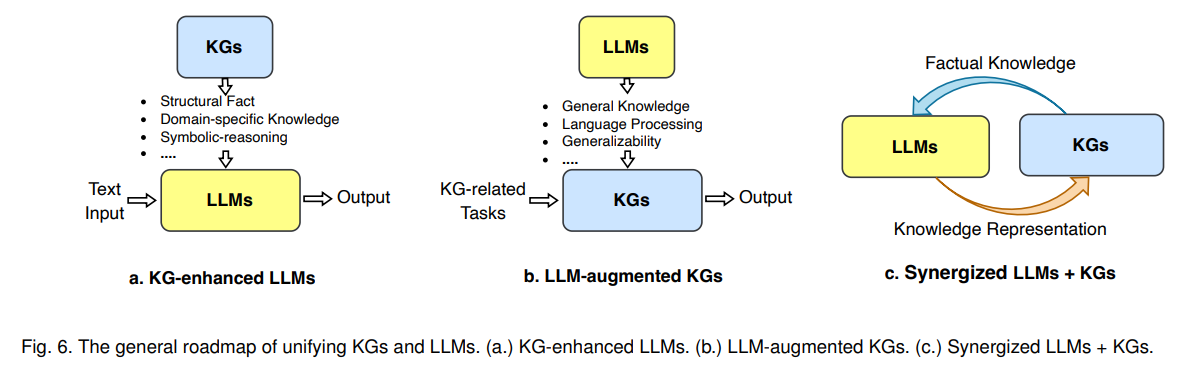 KGs
• Structural Fact
• Domain-specific Knowledge
• Symbolic-reasoning
• ....
Text
Input
LLMs
Output
a. KG-enhanced LLMs
LLMs
• General Knowledge
• Language Processing
• Generalizability
• ....
KG-related
Tasks
KGs
Output
b. LLM-augmented KGs
Factual Knowledge
LLMs
KGs
Knowledge Representation
c. Synergized LLMs + KGs
Fig. 6. The general roadmap of unifying KGs and LLMs. (a.) KG-enhanced LLMs. (b.) LLM-augmented KGs. (c.) Synergized LLMs + KGs.